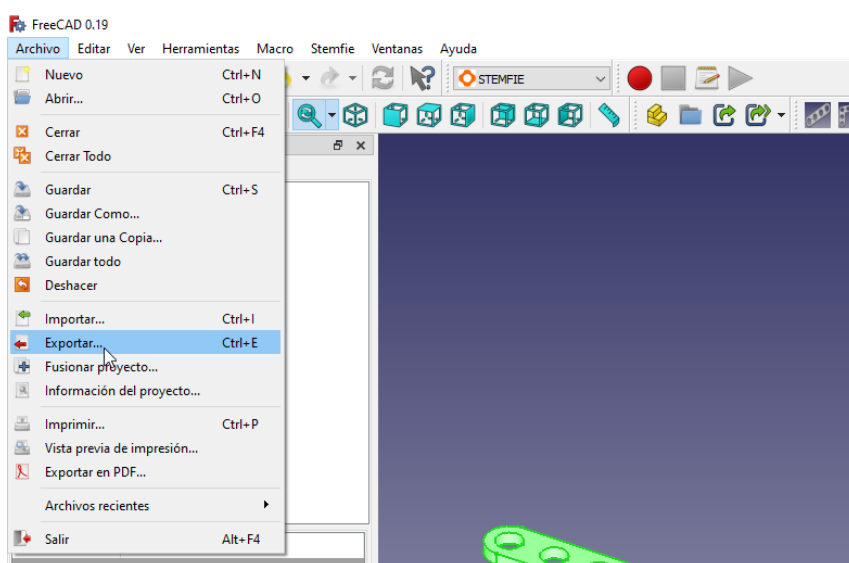 FreeCAD 0.19
Archivo Editar Ver Herramientas Macro Stemfie Ventanas Ayuda
STEMFIE
Nuevo Ctrl+N
Abrir... Ctrl+O
Cerrar Ctrl+F4
Cerrar Todo
Guardar Ctrl+S
Guardar Como...
Guardar una Copia...
Guardar todo
Deshacer
Importar... Ctrl+I
Exportar... Ctrl+E
Fusionar proyecto...
Información del proyecto...
Imprimir... Ctrl+P
Vista previa de impresión...
Exportar en PDF...
Archivos recientes
Salir Alt+F4